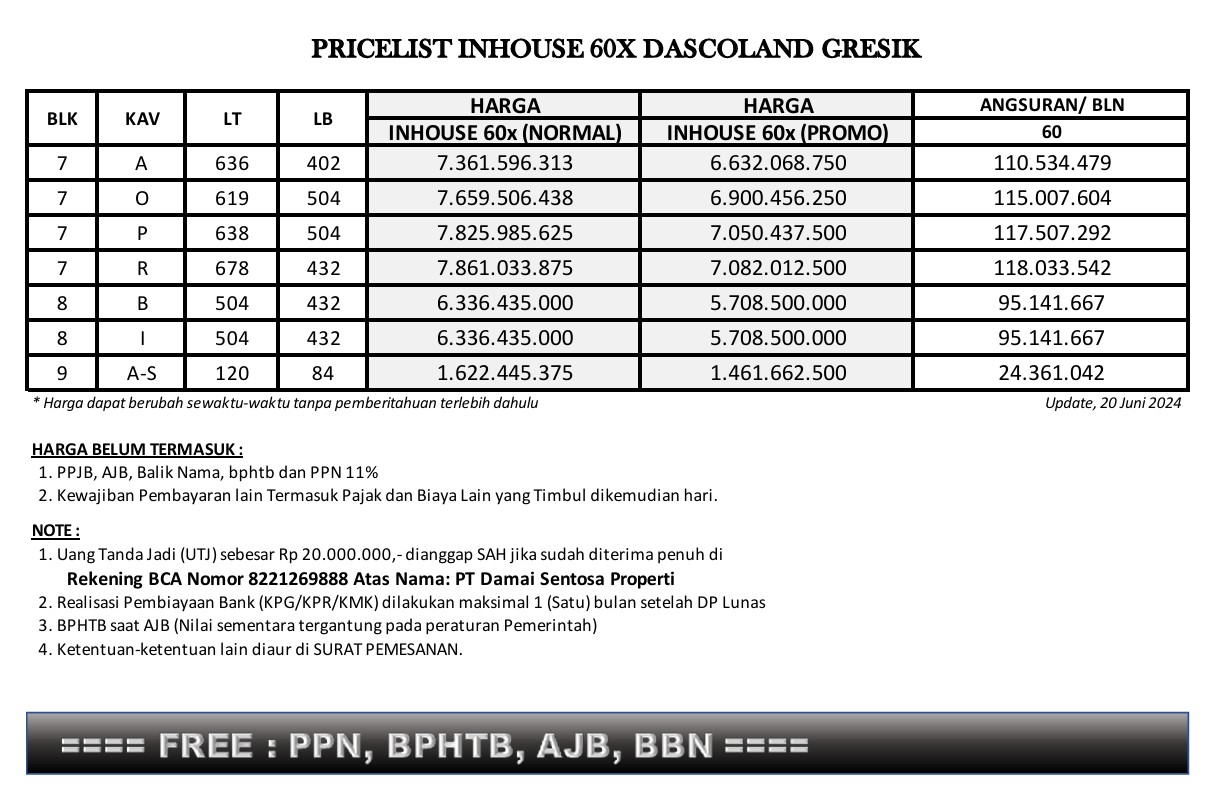 PRICELIST INHOUSE 60X DASCOLAND GRESIK
BLK KAV LT LB HARGA HARGA ANGSURAN/ BLN
INHOUSE 60x (NORMAL) INHOUSE 60x (PROMO) 60
7 A 636 402 7.361.596.313 6.632.068.750 110.534.479
7 O 619 504 7.659.506.438 6.900.456.250 115.007.604
7 P 638 504 7.825.985.625 7.050.437.500 117.507.292
7 R 678 432 7.861.033.875 7.082.012.500 118.033.542
8 B 504 432 6.336.435.000 5.708.500.000 95.141.667
8 I 504 432 6.336.435.000 5.708.500.000 95.141.667
9 A-S 120 84 1.622.445.375 1.461.662.500 24.361.042
* Harga dapat berubah sewaktu-waktu tanpa pemberitahuan terlebih dahulu Update, 20 Juni 2024
HARGA BELUM TERMASUK :
1. PPJB, AJB, Balik Nama, bphtb dan PPN 11%
2. Kewajiban Pembayaran lain Termasuk Pajak dan Biaya Lain yang Timbul dikemudian hari.
NOTE :
1. Uang Tanda Jadi (UTJ) sebesar Rp 20.000.000,- dianggap SAH jika sudah diterima penuh di
Rekening BCA Nomor 8221269888 Atas Nama: PT Damai Sentosa Properti
2. Realisasi Pembiayaan Bank (KPG/KPR/KMK) dilakukan maksimal 1 (Satu) bulan setelah DP Lunas
3. BPHTB saat AJB (Nilai sementara tergantung pada peraturan Pemerintah)
4. Ketentuan-ketentuan lain diaur di SURAT PEMESANAN.
==== FREE : PPN, BPHTB, AJB, BBN ====